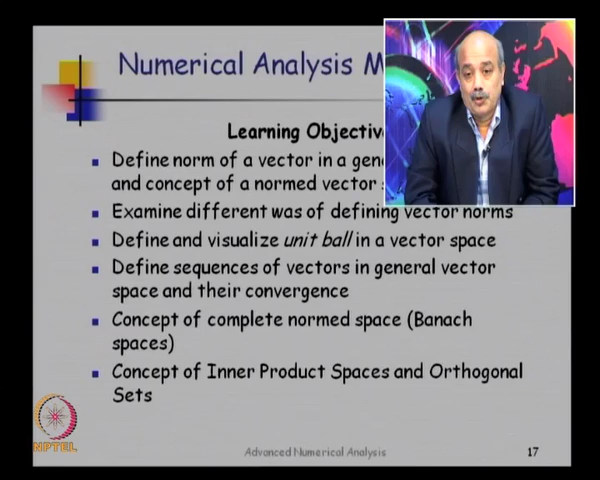 Numerical Analysis M
Learning Objectiv
Define norm of a vector in a gen
and concept of a normed vector
Examine different was of defining vector norms
Define and visualize unit ball in a vector space
Define sequences of vectors in general vector
space and their convergence
Concept of complete normed space (Banach
spaces)
Concept of Inner Product Spaces and Orthogonal
Sets
NPTEL
Advanced Numerical Analysis
17